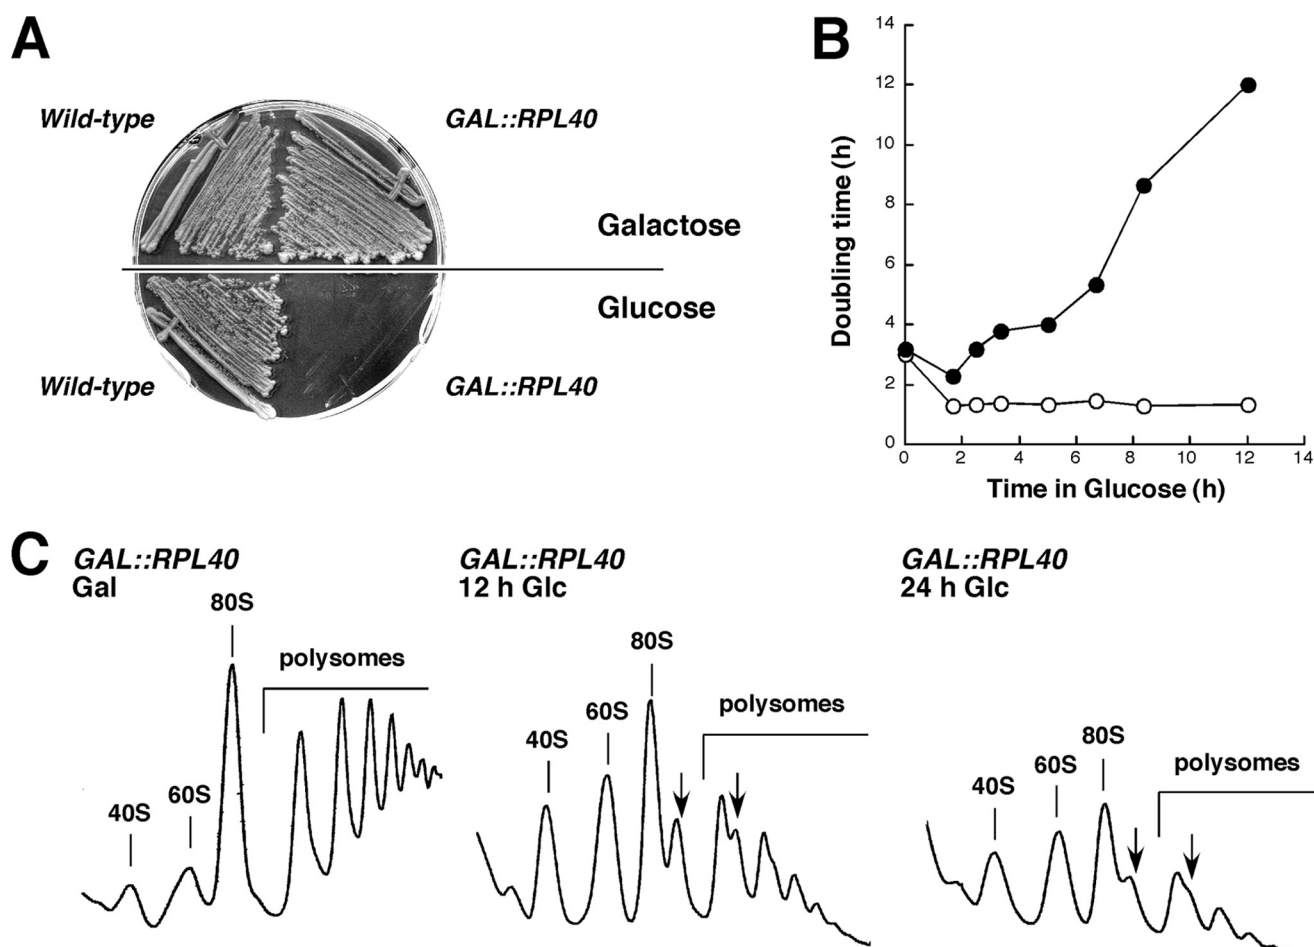 A
Wild-type
GAL::RPL40
Galactose
Glucose
Wild-type
GAL::RPL40
B
14
12
10
8
6
4
2
0
Doubling time (h)
0 2 4 6 8 10 12 14
Time in Glucose (h)
C
GAL::RPL40
Gal
40S
60S
80S
polysomes
GAL::RPL40
12 h Glc
40S
60S
80S
polysomes
GAL::RPL40
24 h Glc
40S
60S
80S
polysomes